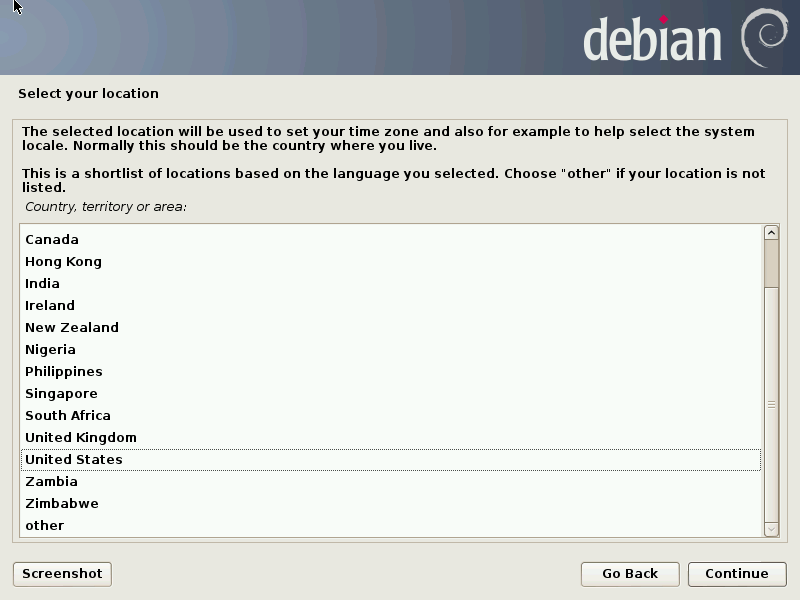 debian
Select your location
The selected location will be used to set your time zone and also for example to help select the system
locale. Normally this should be the country where you live.
This is a shortlist of locations based on the language you selected. Choose "other" if your location is not
listed.
Country, territory or area:
Canada
Hong Kong
India
Ireland
New Zealand
Nigeria
Philippines
Singapore
South Africa
United Kingdom
United States
Zambia
Zimbabwe
other
Screenshot
Go Back
Continue